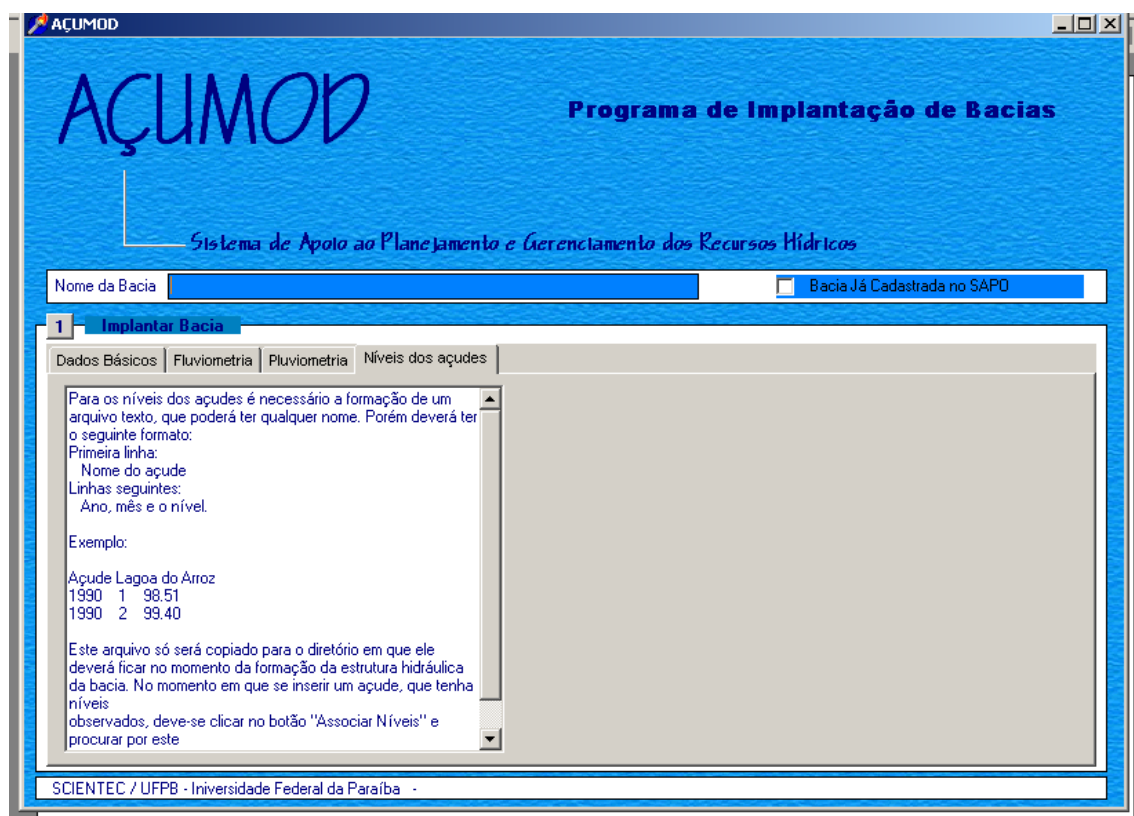 AÇUMOD
AÇUMOD
Programa de Implantação de Bacias
Sistema de Apoio ao Planejamento e Gerenciamento dos Recursos Hídricos
Nome da Bacia
Bacia Já Cadastrada no SAPO
1 Implantar Bacia
Dados Básicos Fluviometria Pluviometria Níveis dos açudes
Para os níveis dos açudes é necessário a formação de um
arquivo texto, que poderá ter qualquer nome. Porém deverá ter
o seguinte formato:
Primeira linha:
Nome do açude
Linhas seguintes:
Ano, mês e o nível.
Exemplo:
Açude Lagoa do Arroz
1990 1 98.51
1990 2 99.40
Este arquivo só será copiado para o diretório em que ele
deverá ficar no momento da formação da estrutura hidráulica
da bacia. No momento em que se inserir um açude, que tenha
níveis
observados, deve-se clicar no botão "Associar Níveis" e
procurar por este
SCIENTEC / UFPB - Iniversidade Federal da Paraíba -